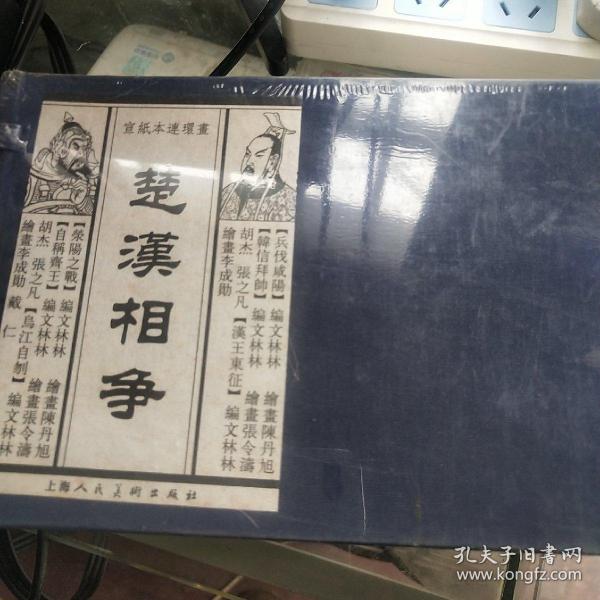 宣紙本連環畫
楚漢相争
【兵伐咸陽】 編文林林 繪畫陳丹旭
【韓信拜帥】 編文林林 繪畫張令濤
胡杰 張之凡 【漢王東征】 編文林林
繪畫李成勛
【滎陽之戰】 編文林林 繪畫陳丹旭
【自稱齊王】 編文林林 繪畫張令濤
胡杰 張之凡 【烏江自刎】 編文林林
繪畫李成勛 戴仁
上海人民美術出版社
孔夫子旧書网
www.kongfz.com